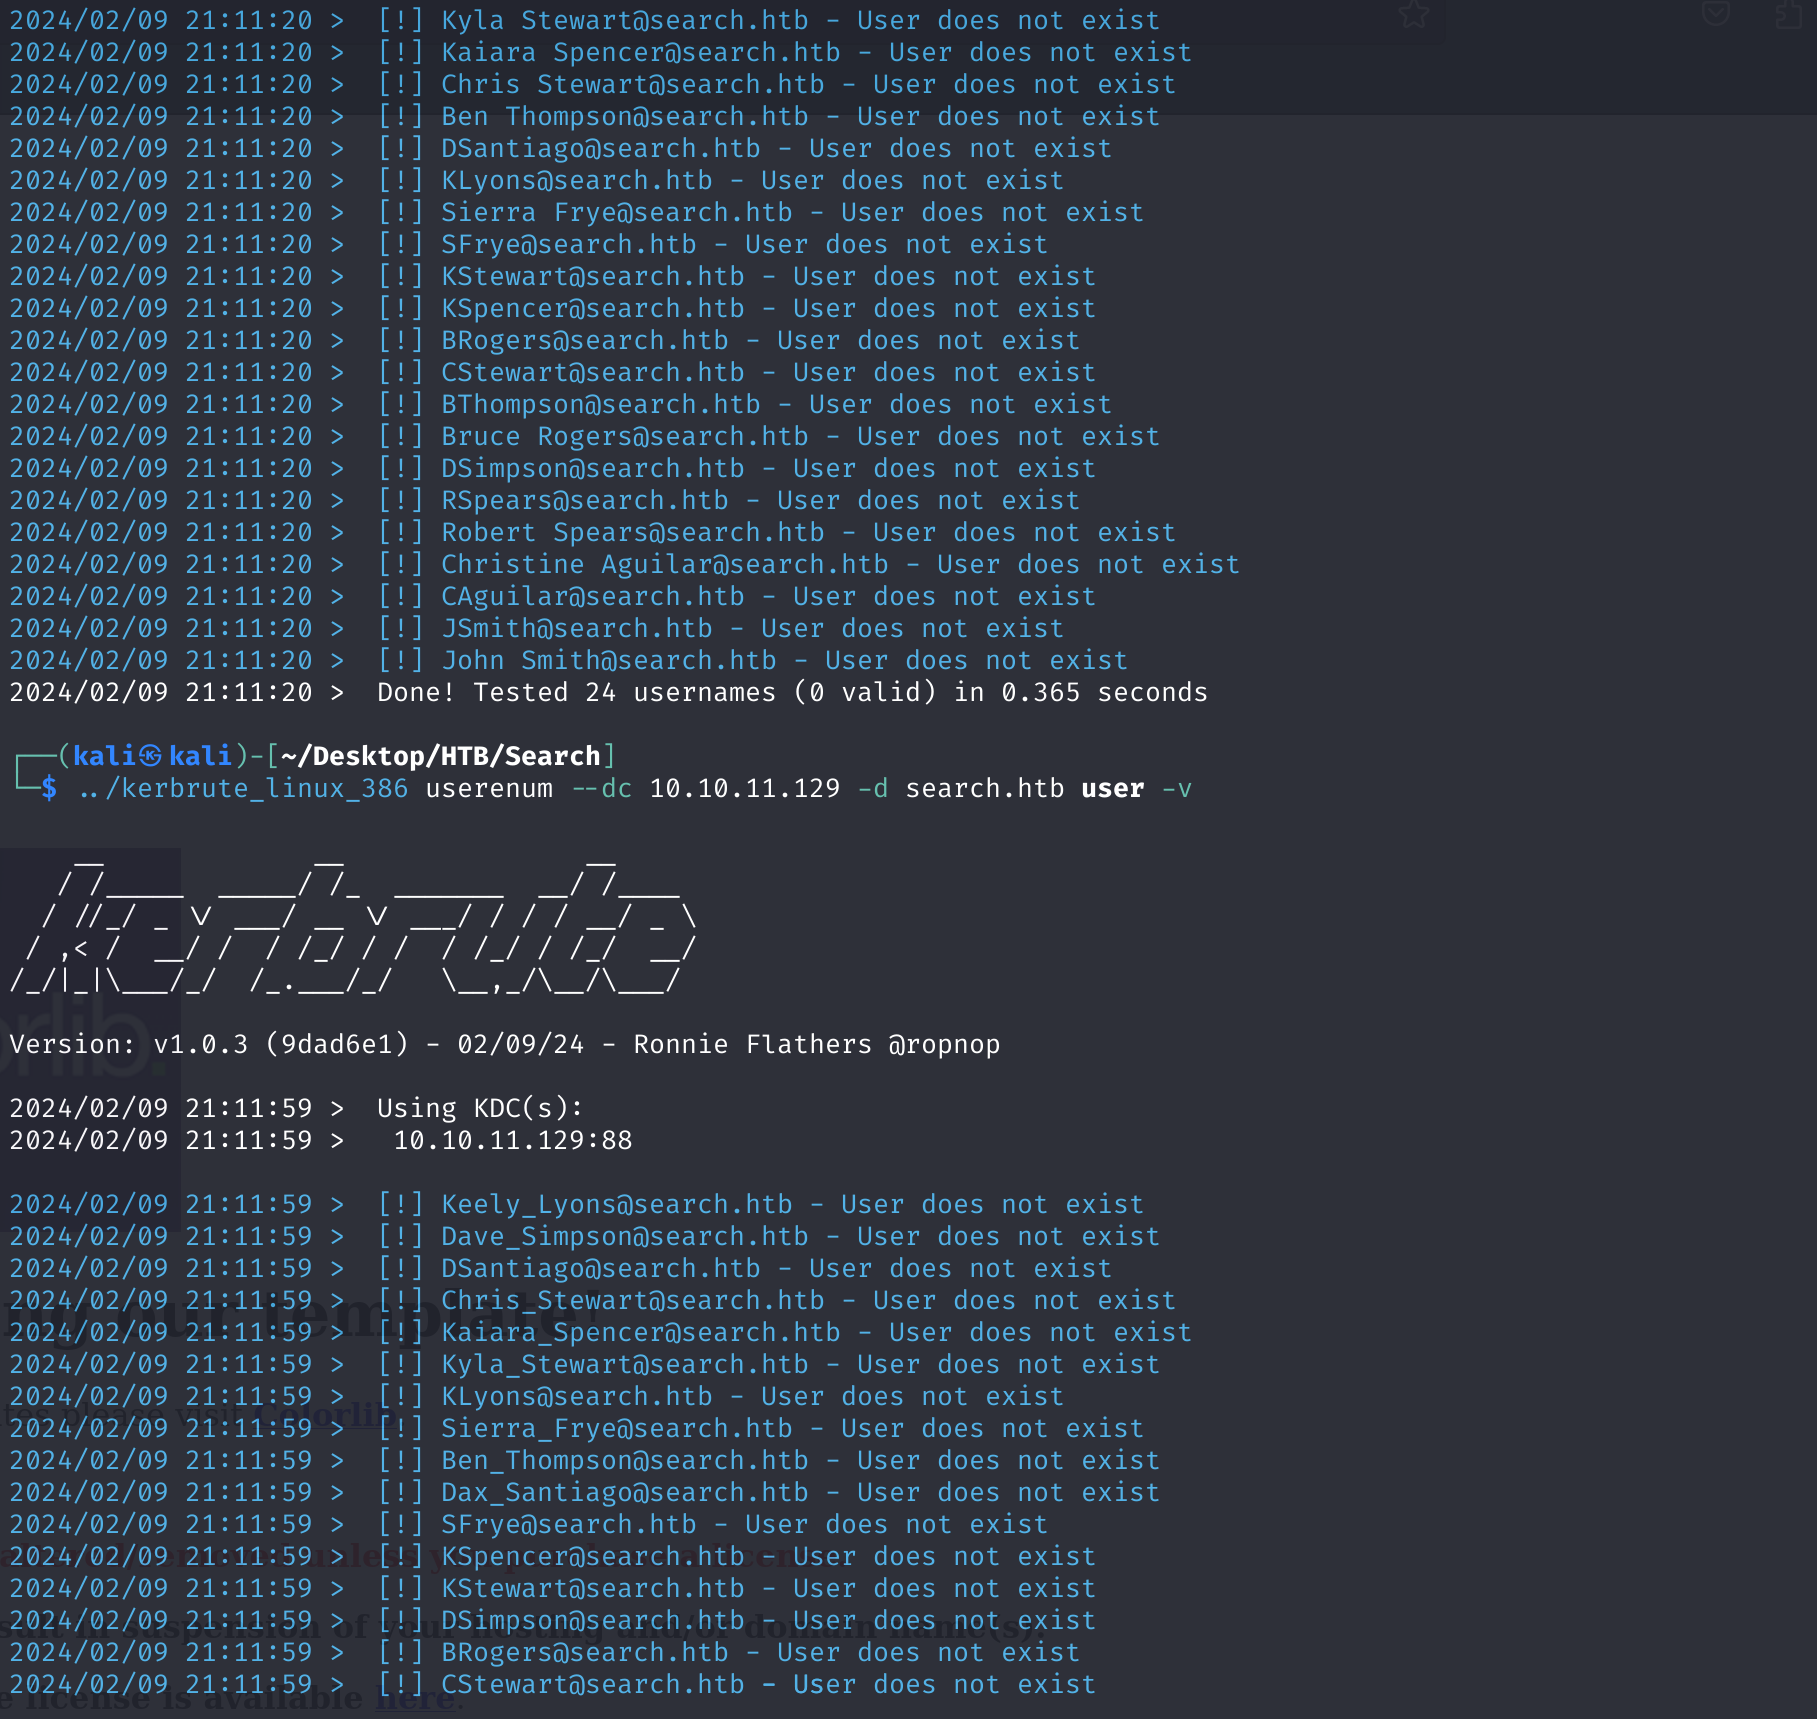 2024/02/09 21:11:20 >  [!] Kyla Stewart@search.htb - User does not exist
2024/02/09 21:11:20 >  [!] Kaiara Spencer@search.htb - User does not exist
2024/02/09 21:11:20 >  [!] Chris Stewart@search.htb - User does not exist
2024/02/09 21:11:20 >  [!] Ben Thompson@search.htb - User does not exist
2024/02/09 21:11:20 >  [!] DSantiago@search.htb - User does not exist
2024/02/09 21:11:20 >  [!] KLyons@search.htb - User does not exist
2024/02/09 21:11:20 >  [!] Sierra Frye@search.htb - User does not exist
2024/02/09 21:11:20 >  [!] SFrye@search.htb - User does not exist
2024/02/09 21:11:20 >  [!] KStewart@search.htb - User does not exist
2024/02/09 21:11:20 >  [!] KSpencer@search.htb - User does not exist
2024/02/09 21:11:20 >  [!] BRogers@search.htb - User does not exist
2024/02/09 21:11:20 >  [!] CStewart@search.htb - User does not exist
2024/02/09 21:11:20 >  [!] BThompson@search.htb - User does not exist
2024/02/09 21:11:20 >  [!] Bruce Rogers@search.htb - User does not exist
2024/02/09 21:11:20 >  [!] DSimpson@search.htb - User does not exist
2024/02/09 21:11:20 >  [!] RSpears@search.htb - User does not exist
2024/02/09 21:11:20 >  [!] Robert Spears@search.htb - User does not exist
2024/02/09 21:11:20 >  [!] Christine Aguilar@search.htb - User does not exist
2024/02/09 21:11:20 >  [!] CAguilar@search.htb - User does not exist
2024/02/09 21:11:20 >  [!] JSmith@search.htb - User does not exist
2024/02/09 21:11:20 >  [!] John Smith@search.htb - User does not exist
2024/02/09 21:11:20 >  Done! Tested 24 usernames (0 valid) in 0.365 seconds
┌──(kali㉿kali)-[~/Desktop/HTB/Search]
└─$ ../kerbrute_linux_386 userenum --dc 10.10.11.129 -d search.htb user -v
kerbrute
Version: v1.0.3 (9dad6e1) - 02/09/24 - Ronnie Flathers @ropnop
2024/02/09 21:11:59 >  Using KDC(s):
2024/02/09 21:11:59 >   10.10.11.129:88
2024/02/09 21:11:59 >  [!] Keely_Lyons@search.htb - User does not exist
2024/02/09 21:11:59 >  [!] Dave_Simpson@search.htb - User does not exist
2024/02/09 21:11:59 >  [!] DSantiago@search.htb - User does not exist
2024/02/09 21:11:59 >  [!] Chris_Stewart@search.htb - User does not exist
2024/02/09 21:11:59 >  [!] Kaiara_Spencer@search.htb - User does not exist
2024/02/09 21:11:59 >  [!] Kyla_Stewart@search.htb - User does not exist
2024/02/09 21:11:59 >  [!] KLyons@search.htb - User does not exist
2024/02/09 21:11:59 >  [!] Sierra_Frye@search.htb - User does not exist
2024/02/09 21:11:59 >  [!] Ben_Thompson@search.htb - User does not exist
2024/02/09 21:11:59 >  [!] Dax_Santiago@search.htb - User does not exist
2024/02/09 21:11:59 >  [!] SFrye@search.htb - User does not exist
2024/02/09 21:11:59 >  [!] KSpencer@search.htb - User does not exist
2024/02/09 21:11:59 >  [!] KStewart@search.htb - User does not exist
2024/02/09 21:11:59 >  [!] DSimpson@search.htb - User does not exist
2024/02/09 21:11:59 >  [!] BRogers@search.htb - User does not exist
2024/02/09 21:11:59 >  [!] CStewart@search.htb - User does not exist